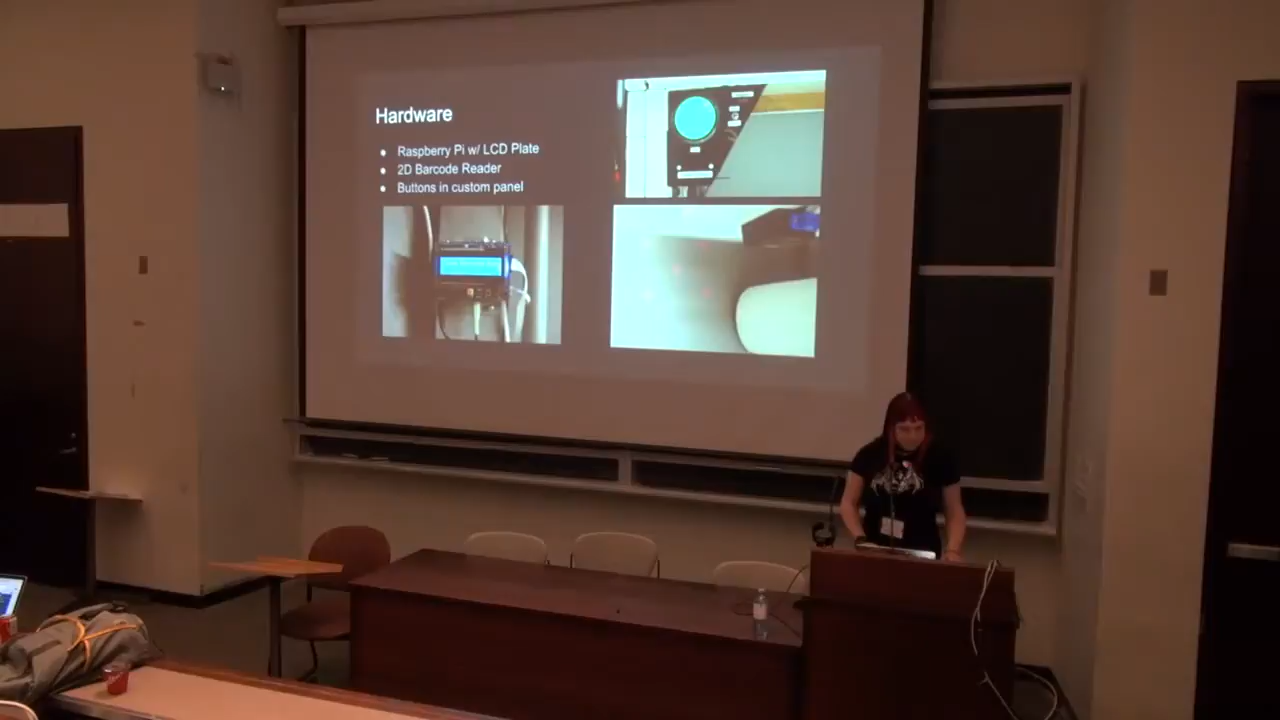 Hardware
● Raspberry Pi w/ LCD Plate
● 2D Barcode Reader
● Buttons in custom panel